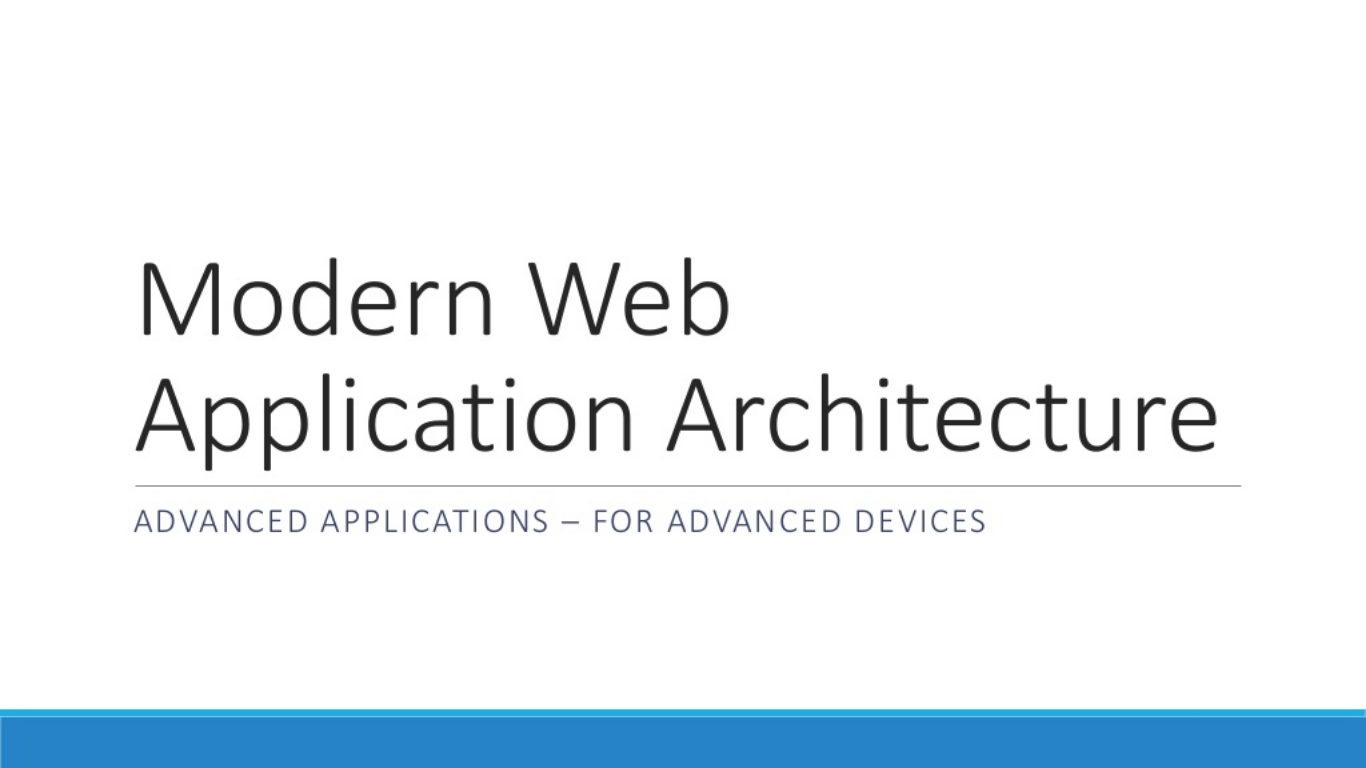 Modern Web
Application Architecture
ADVANCED APPLICATIONS – FOR ADVANCED DEVICES